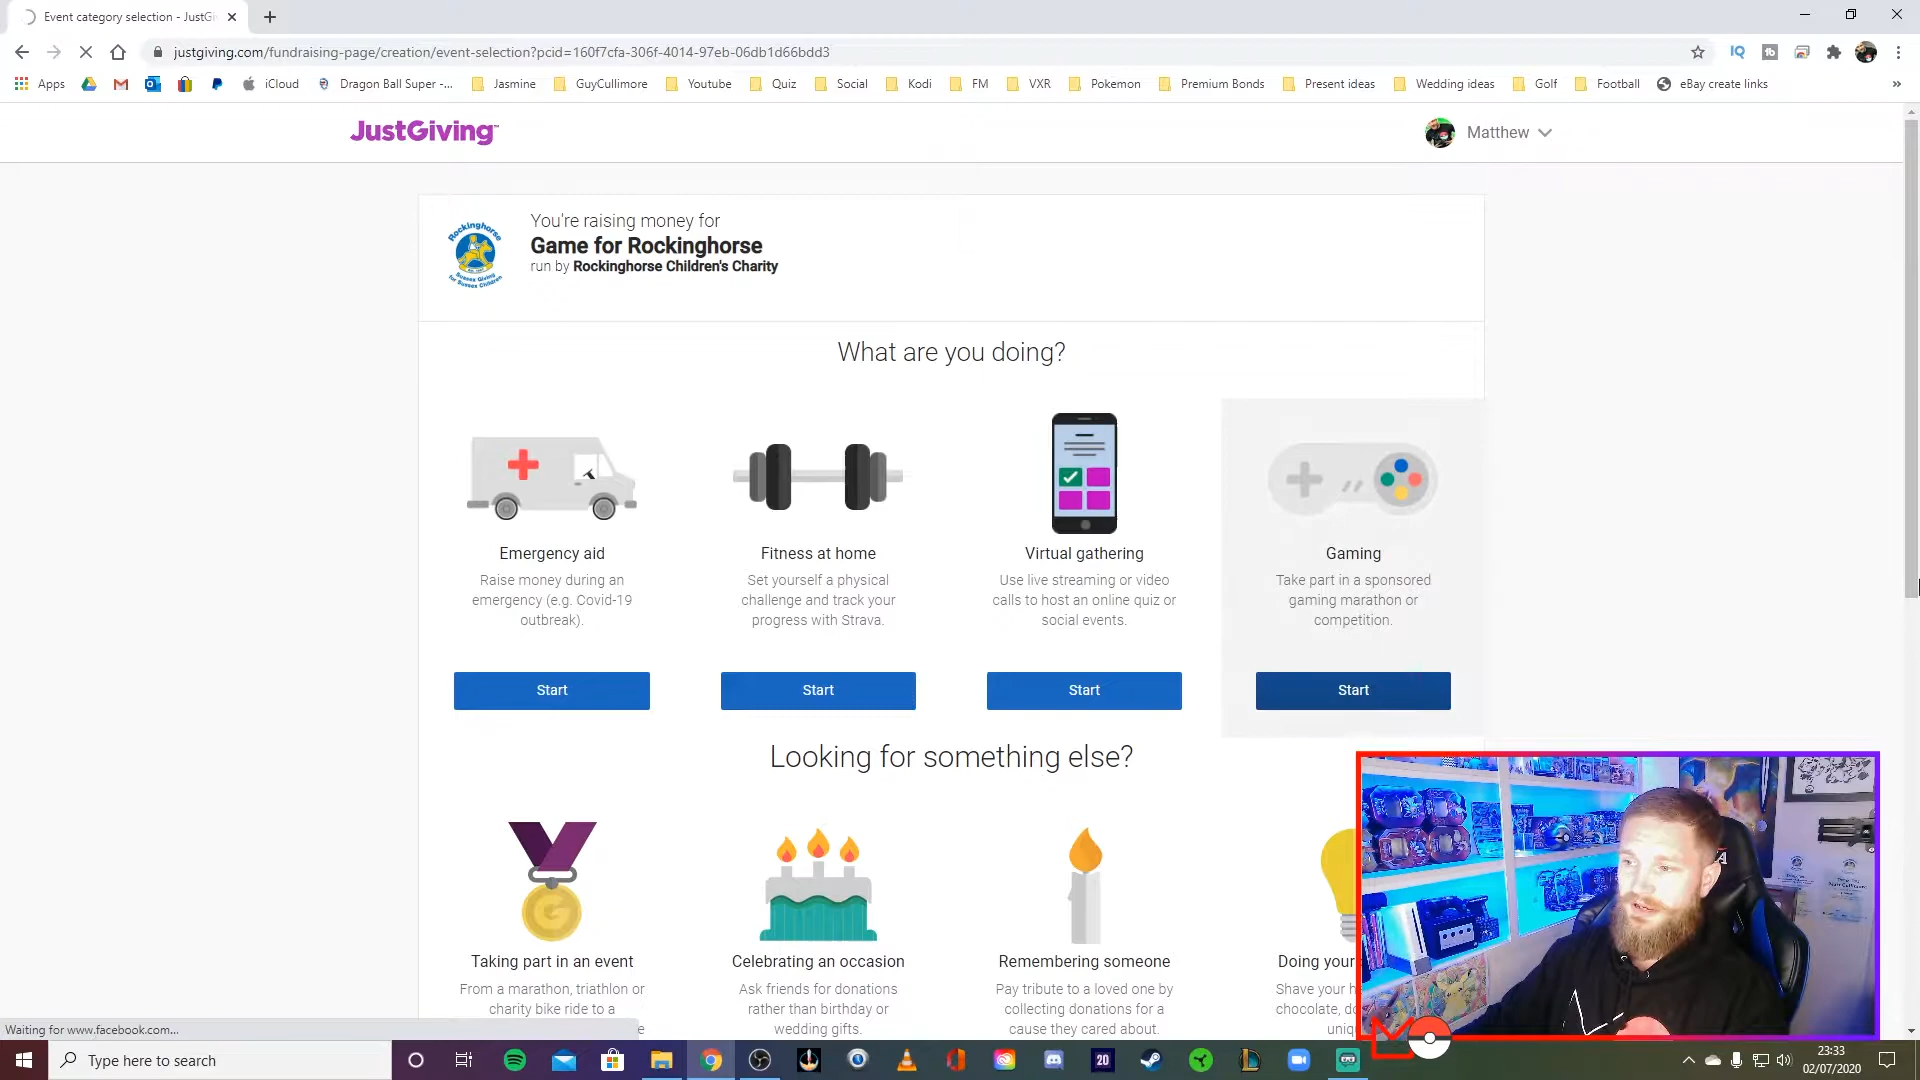 Event category selection - JustGi
justgiving.com/fundraising-page/creation/event-selection?pcid=160f7cfa-306f-4014-97eb-06db1d66bdd3
Apps iCloud Dragon Ball Super -... Jasmine GuyCullimore Youtube Quiz Social Kodi FM VXR Pokemon Premium Bonds Present ideas Wedding ideas Golf Football eBay create links »
JustGiving™
Matthew
Rockinghorse
You're raising money for
Game for Rockinghorse
run by Rockinghorse Children's Charity
What are you doing?
Emergency aid
Raise money during an
emergency (e.g. Covid-19
outbreak).
Start
Fitness at home
Set yourself a physical
challenge and track your
progress with Strava.
Start
Virtual gathering
Use live streaming or video
calls to host an online quiz or
social events.
Start
Gaming
Take part in a sponsored
gaming marathon or
competition.
Start
Looking for something else?
Taking part in an event
From a marathon, triathlon or
charity bike ride to a
Celebrating an occasion
Ask friends for donations
rather than birthday or
wedding gifts.
Remembering someone
Pay tribute to a loved one by
collecting donations for a
cause they cared about.
Doing your
Shave your h
chocolate, do
uniq
Waiting for www.facebook.com...
Type here to search
20
23:33
02/07/2020